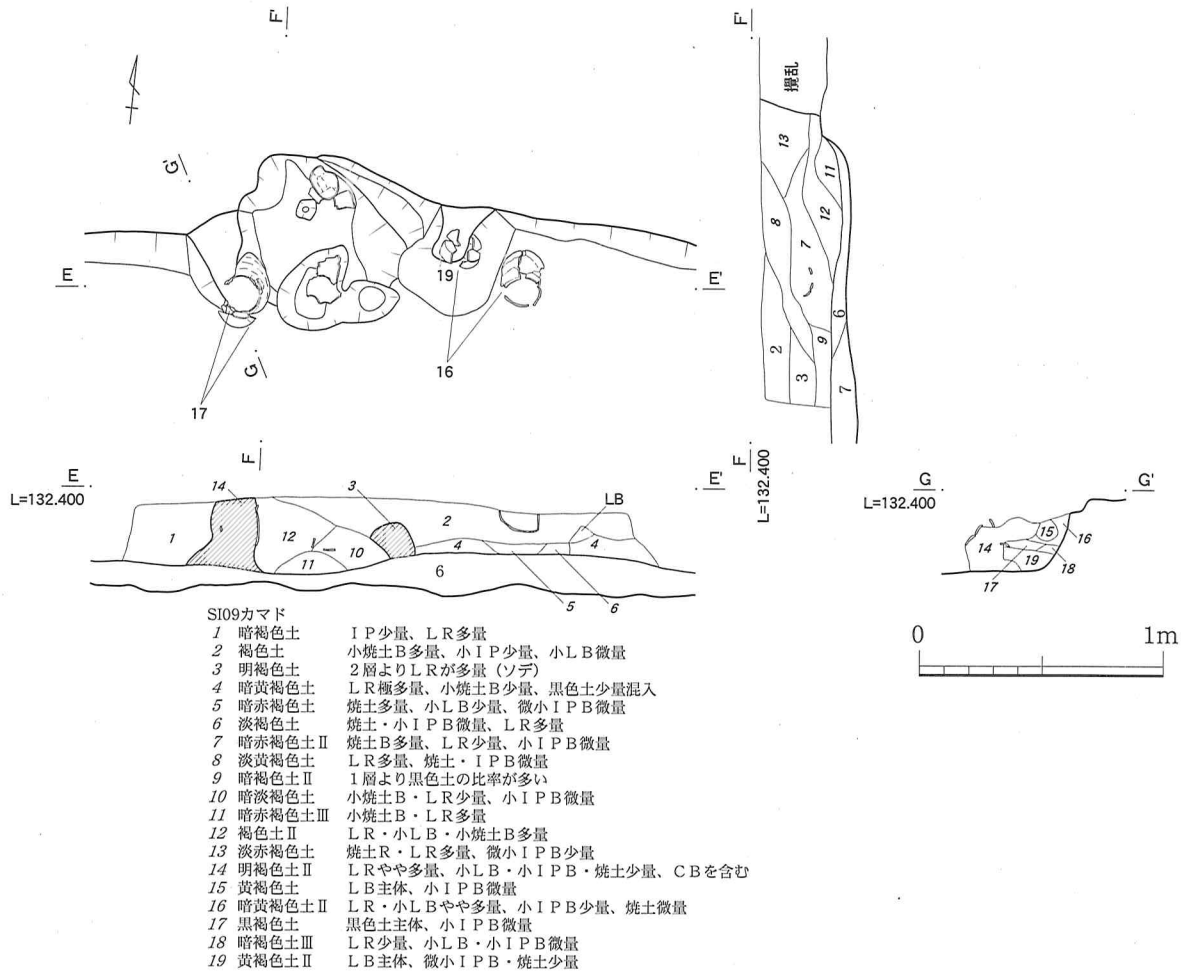 F'
F'
攪乱
13
11
12
8
7
6
9
2
3
7
G'
E
19
E'
G
17
16
F
E
L=132.400
14
3
E'
LB
F
L=132.400
G
L=132.400
G'
1
12
2
10
4
4
11
6
5
6
15
14
16
19
17
18
0 1m
SI09カマド
1 暗褐色土 IP少量、LR多量
2 褐色土 小焼土B多量、小IP少量、小LB微量
3 明褐色土 2層よりLRが多量（ソデ）
4 暗黄褐色土 LR極多量、小焼土B少量、黒色土少量混入
5 暗赤褐色土 焼土多量、小LB少量、微小IPB微量
6 淡褐色土 焼土・小IPB微量、LR多量
7 暗赤褐色土Ⅱ 焼土B多量、LR少量、小IPB微量
8 淡黄褐色土 LR多量、焼土・IPB微量
9 暗褐色土Ⅱ 1層より黒色土の比率が多い
10 暗淡褐色土 小焼土B・LR少量、小IPB微量
11 暗赤褐色土Ⅲ 小焼土B・LR多量
12 褐色土Ⅱ LR・小LB・小焼土B多量
13 淡赤褐色土 焼土R・LR多量、微小IPB少量
14 明褐色土Ⅱ LRやや多量、小LB・小IPB・焼土少量、CBを含む
15 黄褐色土 LB主体、小IPB微量
16 暗黄褐色土Ⅱ LR・小LBやや多量、小IPB少量、焼土微量
17 黒褐色土 黒色土主体、小IPB微量
18 暗褐色土Ⅲ LR少量、小LB・小IPB微量
19 黄褐色土Ⅱ LB主体、微小IPB・焼土少量